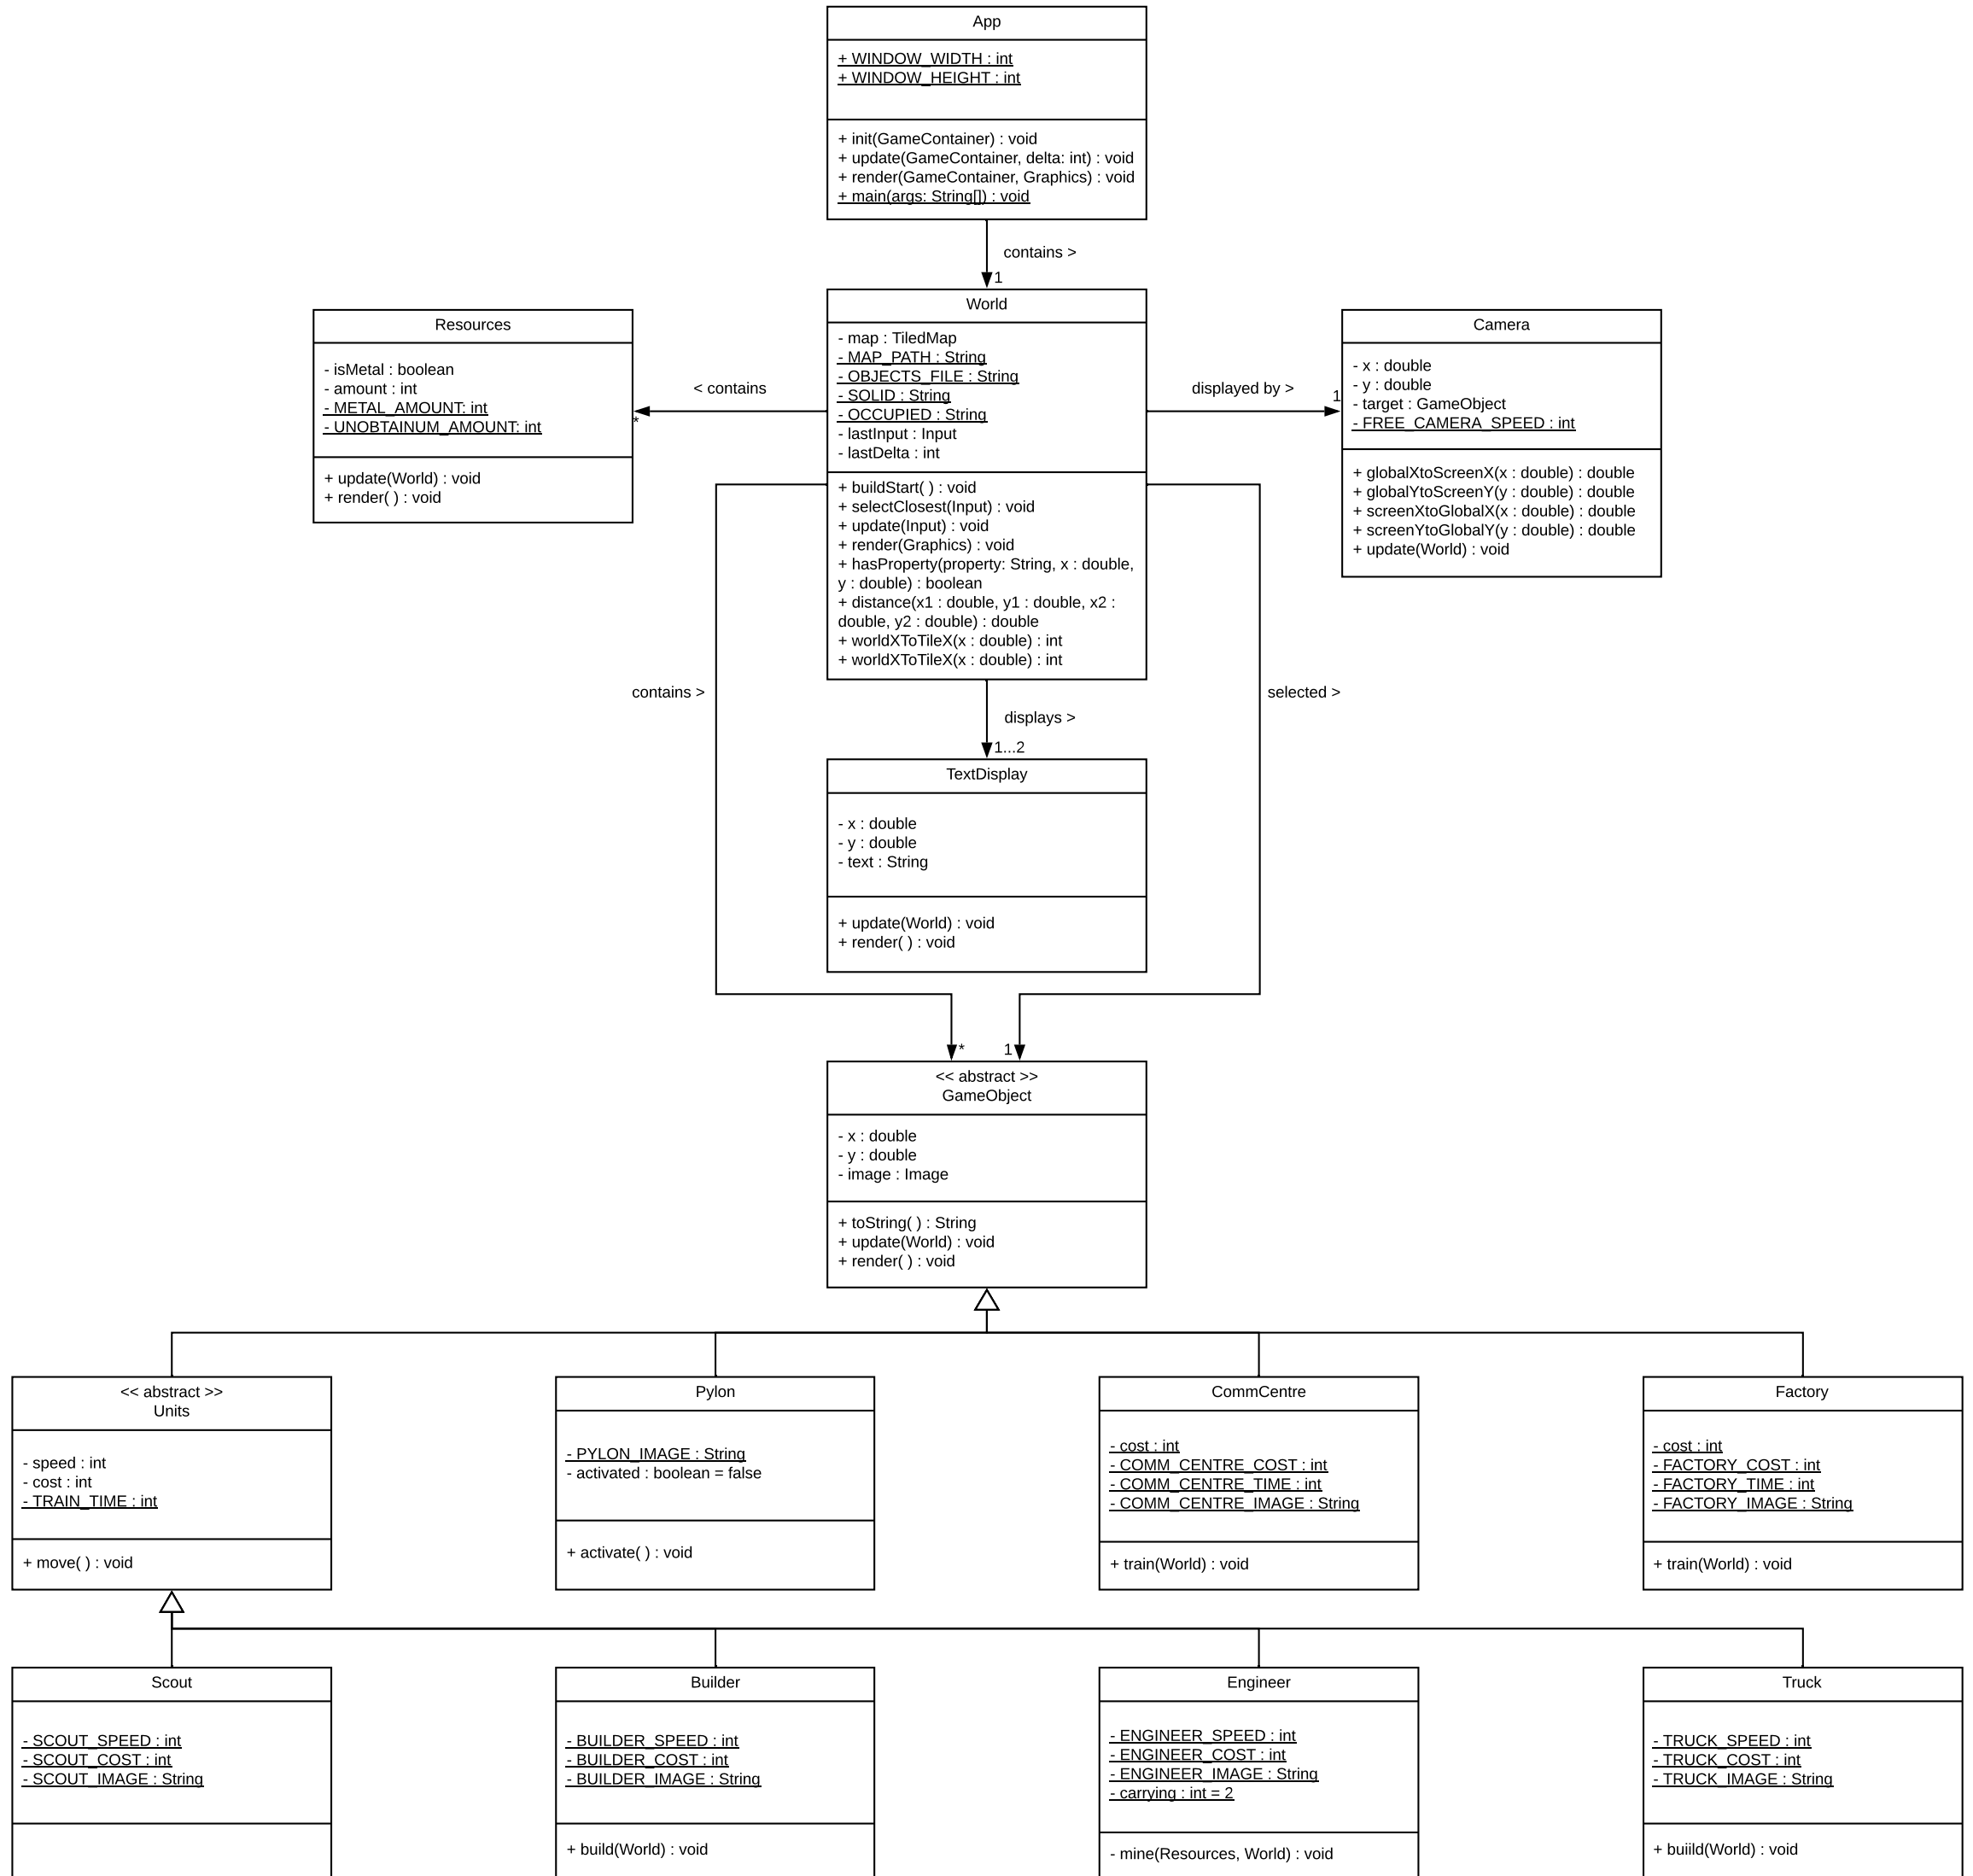 App
+ WINDOW_WIDTH : int
+ WINDOW_HEIGHT : int
+ init(GameContainer) : void
+ update(GameContainer, delta: int) : void
+ render(GameContainer, Graphics) : void
+ main(args: String[]) : void
contains >
1
Resources
- isMetal : boolean
- amount : int
- METAL_AMOUNT: int
- UNOBTAINUM_AMOUNT: int
+ update(World) : void
+ render( ) : void
< contains
*
World
- map : TiledMap
- MAP_PATH : String
- OBJECTS_FILE : String
- SOLID : String
- OCCUPIED : String
- lastInput : Input
- lastDelta : int
+ buildStart( ) : void
+ selectClosest(Input) : void
+ update(Input) : void
+ render(Graphics) : void
+ hasProperty(property: String, x : double,
y : double) : boolean
+ distance(x1 : double, y1 : double, x2 :
double, y2 : double) : double
+ worldXToTileX(x : double) : int
+ worldXToTileX(x : double) : int
displayed by >
1
Camera
- x : double
- y : double
- target : GameObject
- FREE_CAMERA_SPEED : int
+ globalXtoScreenX(x : double) : double
+ globalYtoScreenY(y : double) : double
+ screenXtoGlobalX(x : double) : double
+ screenYtoGlobalY(y : double) : double
+ update(World) : void
contains >
selected >
displays >
1...2
TextDisplay
- x : double
- y : double
- text : String
+ update(World) : void
+ render( ) : void
*
1
<< abstract >>
GameObject
- x : double
- y : double
- image : Image
+ toString( ) : String
+ update(World) : void
+ render( ) : void
<< abstract >>
Units
- speed : int
- cost : int
- TRAIN_TIME : int
+ move( ) : void
Pylon
- PYLON_IMAGE : String
- activated : boolean = false
+ activate( ) : void
CommCentre
- cost : int
- COMM_CENTRE_COST : int
- COMM_CENTRE_TIME : int
- COMM_CENTRE_IMAGE : String
+ train(World) : void
Factory
- cost : int
- FACTORY_COST : int
- FACTORY_TIME : int
- FACTORY_IMAGE : String
+ train(World) : void
Scout
- SCOUT_SPEED : int
- SCOUT_COST : int
- SCOUT_IMAGE : String
Builder
- BUILDER_SPEED : int
- BUILDER_COST : int
- BUILDER_IMAGE : String
+ build(World) : void
Engineer
- ENGINEER_SPEED : int
- ENGINEER_COST : int
- ENGINEER_IMAGE : String
- carrying : int = 2
- mine(Resources, World) : void
Truck
- TRUCK_SPEED : int
- TRUCK_COST : int
- TRUCK_IMAGE : String
+ buiild(World) : void